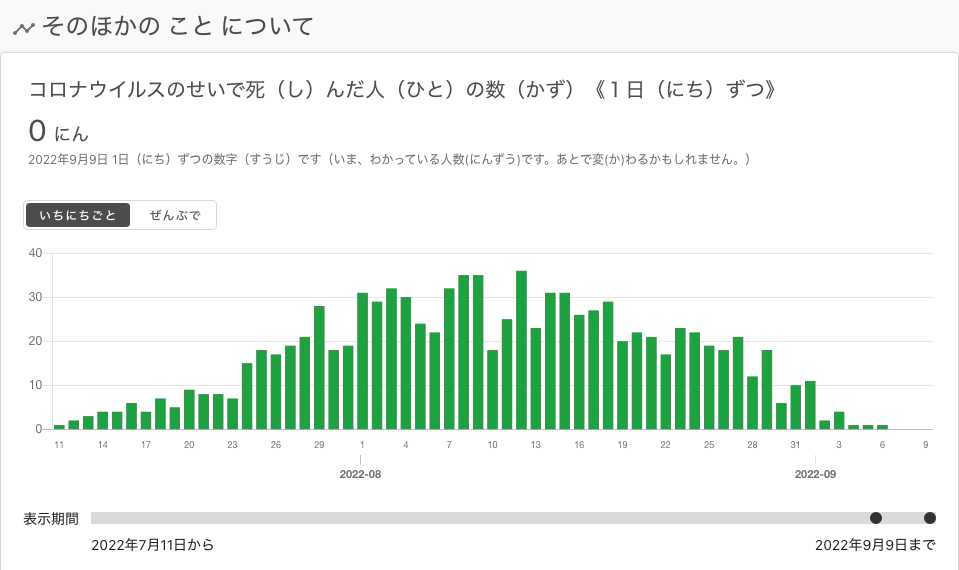 そのほかの こと について
コロナウイルスのせいで死（し）んだ人（ひと）の数（かず）《１日（にち）ずつ》
0 にん
2022年9月9日 1日（にち）ずつの数字（すうじ）です（いま、わかっている人数(にんずう)です。あとで変(か)わるかもしれません。）
いちにちごと ぜんぶで
40
30
20
10
0
11 14 17 20 23 26 29 1 4 7 10 13 16 19 22 25 28 31 3 6 9
2022-08 2022-09
表示期間
2022年7月11日から 2022年9月9日まで